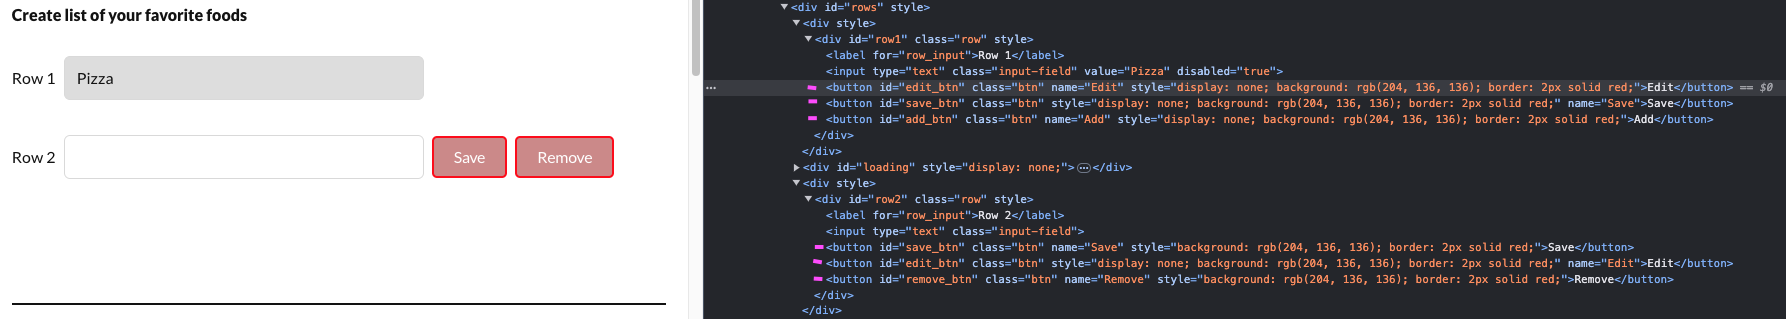 Create list of your favorite foods
Row 1 Pizza
Row 2 Save Remove
▼<div id="rows" style>
▼<div style>
▼<div id="row1" class="row" style>
<label for="row_input">Row 1</label>
<input type="text" class="input-field" value="Pizza" disabled="true">
… <button id="edit_btn" class="btn" name="Edit" style="display: none; background: rgb(204, 136, 136); border: 2px solid red;">Edit</button> == $0
<button id="save_btn" class="btn" style="display: none; background: rgb(204, 136, 136); border: 2px solid red;" name="Save">Save</button>
<button id="add_btn" class="btn" name="Add" style="display: none; background: rgb(204, 136, 136); border: 2px solid red;">Add</button>
</div>
</div>
▶<div id="loading" style="display: none;">…</div>
▼<div style>
▼<div id="row2" class="row" style>
<label for="row_input">Row 2</label>
<input type="text" class="input-field">
<button id="save_btn" class="btn" name="Save" style="background: rgb(204, 136, 136); border: 2px solid red;">Save</button>
<button id="edit_btn" class="btn" style="display: none; background: rgb(204, 136, 136); border: 2px solid red;" name="Edit">Edit</button>
<button id="remove_btn" class="btn" name="Remove" style="background: rgb(204, 136, 136); border: 2px solid red;">Remove</button>
</div>
</div>